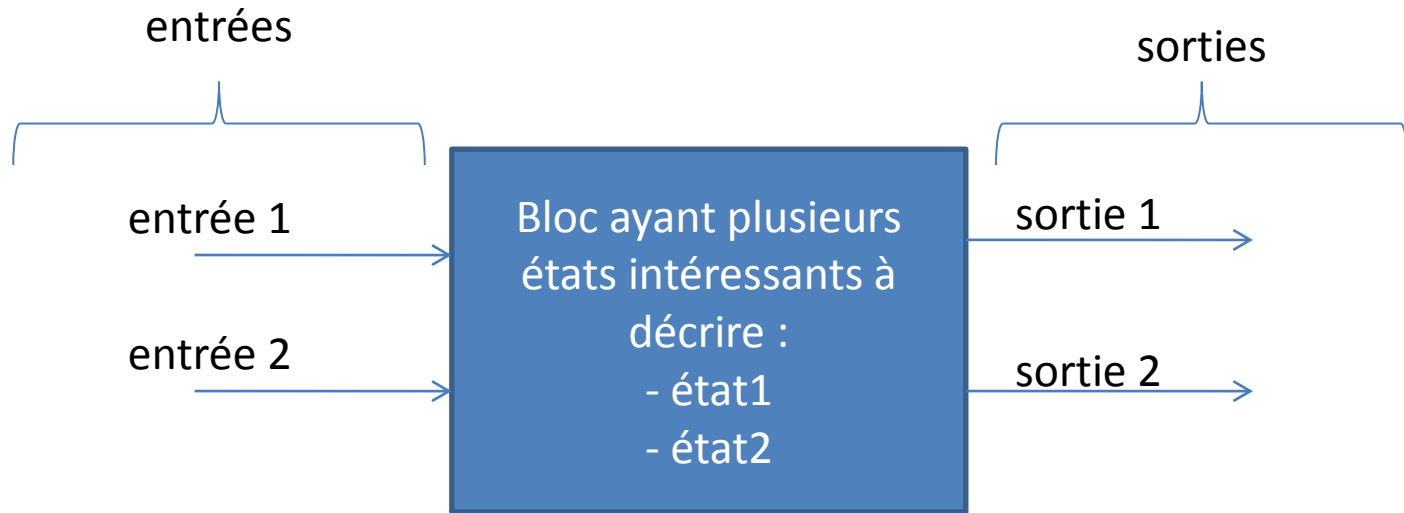 entrées
sorties
entrée 1
entrée 2
Bloc ayant plusieurs
états intéressants à
décrire :
- état1
- état2
sortie 1
sortie 2